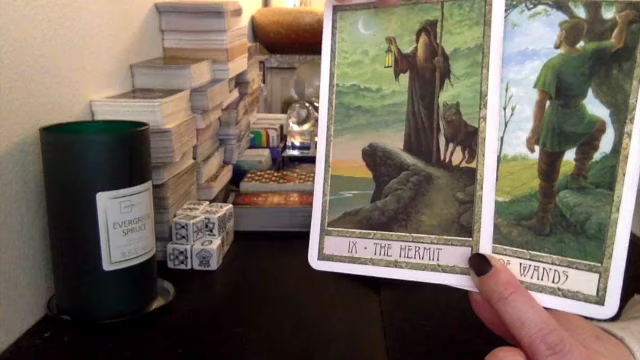 EVERGREEN
SPRUCE
IX • THE HERMIT
OF WANDS